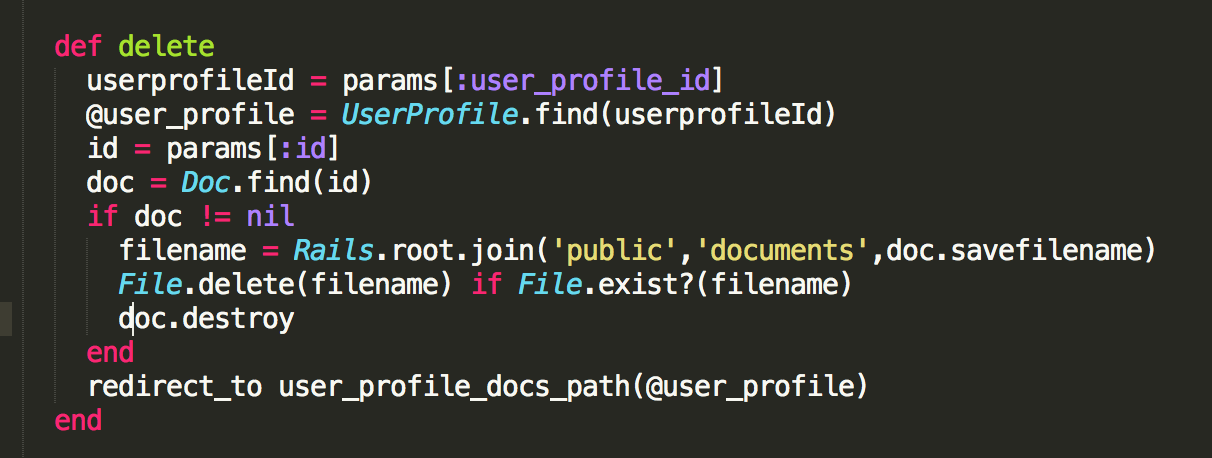 def delete
userprofileId = params[:user_profile_id]
@user_profile = UserProfile.find(userprofileId)
id = params[:id]
doc = Doc.find(id)
if doc != nil
filename = Rails.root.join('public','documents',doc.savefilename)
File.delete(filename) if File.exist?(filename)
doc.destroy
end
redirect_to user_profile_docs_path(@user_profile)
end